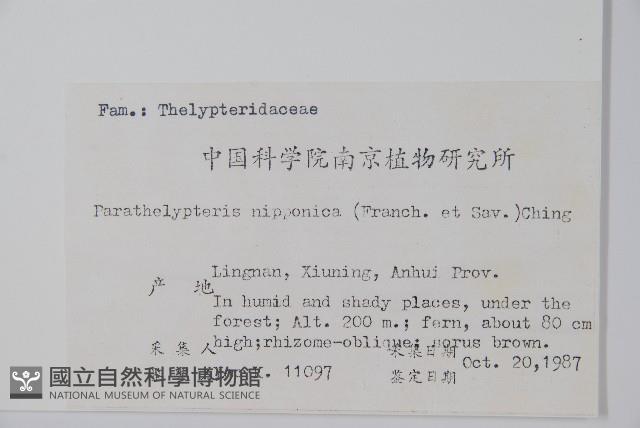 Fam.: Thelypteridaceae
中国科学院南京植物研究所
Parathelypteris nipponica (Franch. et Sav.)Ching
产 地 Lingnan, Xiuning, Anhui Prov.
In humid and shady places, under the
forest; Alt. 200 m.; fern, about 80 cm
high;rhizome-oblique; sorus brown.
采集人 采集日期 Oct. 20,1987
11097 鉴定日期
國立自然科學博物館
NATIONAL MUSEUM OF NATURAL SCIENCE